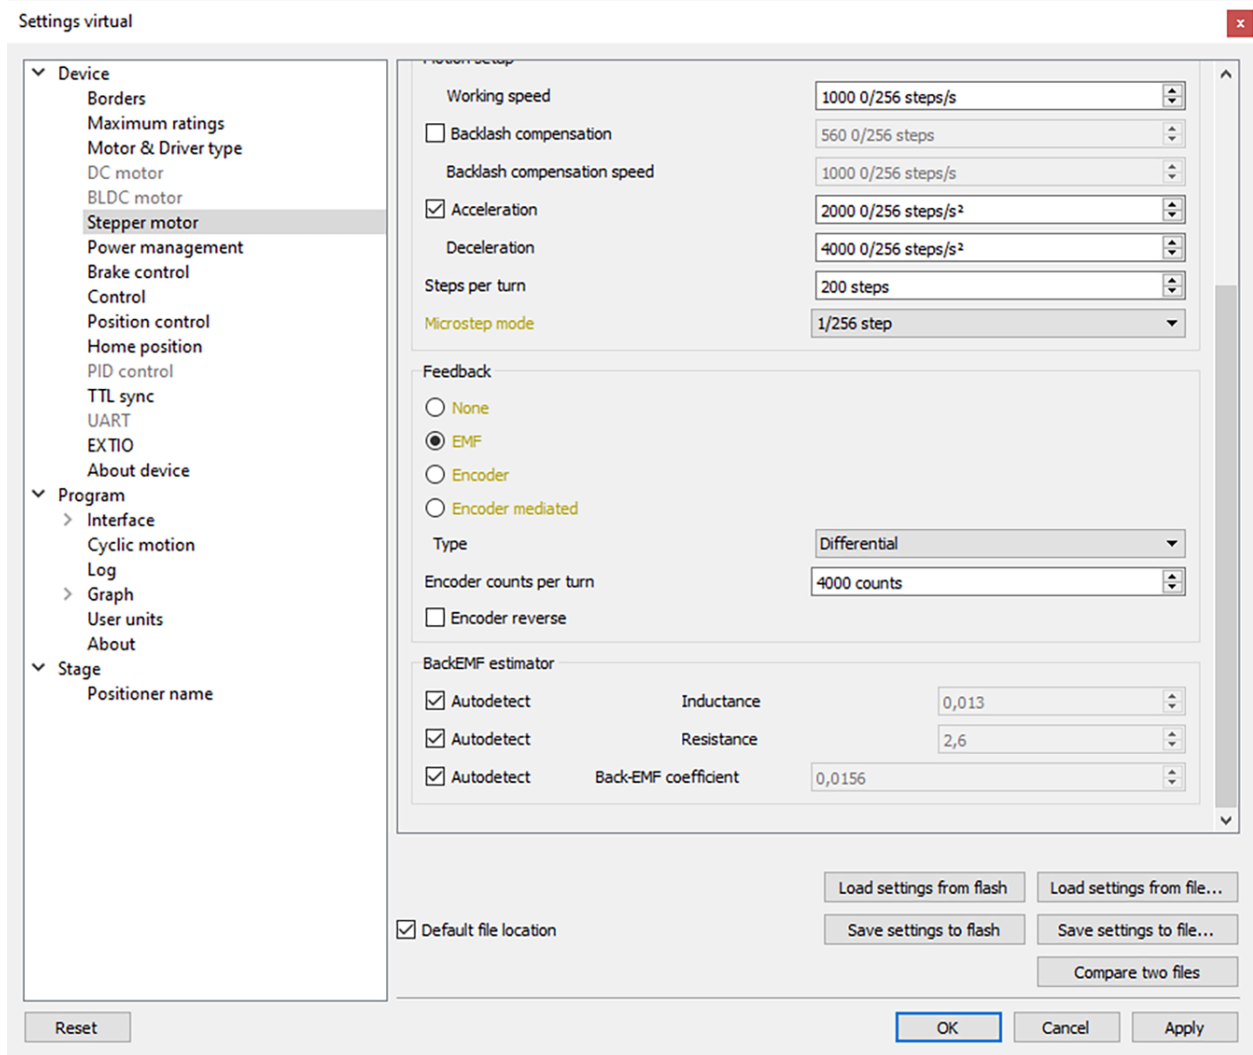 Settings virtual
x
Device
Borders
Maximum ratings
Motor & Driver type
DC motor
BLDC motor
Stepper motor
Power management
Brake control
Control
Position control
Home position
PID control
TTL sync
UART
EXTIO
About device
Program
Interface
Cyclic motion
Log
Graph
User units
About
Stage
Positioner name
Motion setup
Working speed 1000 0/256 steps/s
Backlash compensation 560 0/256 steps
Backlash compensation speed 1000 0/256 steps/s
Acceleration 2000 0/256 steps/s²
Deceleration 4000 0/256 steps/s²
Steps per turn 200 steps
Microstep mode 1/256 step
Feedback
None
EMF
Encoder
Encoder mediated
Type Differential
Encoder counts per turn 4000 counts
Encoder reverse
BackEMF estimator
Autodetect Inductance 0,013
Autodetect Resistance 2,6
Autodetect Back-EMF coefficient 0,0156
Load settings from flash Load settings from file...
Default file location Save settings to flash Save settings to file...
Compare two files
Reset OK Cancel Apply